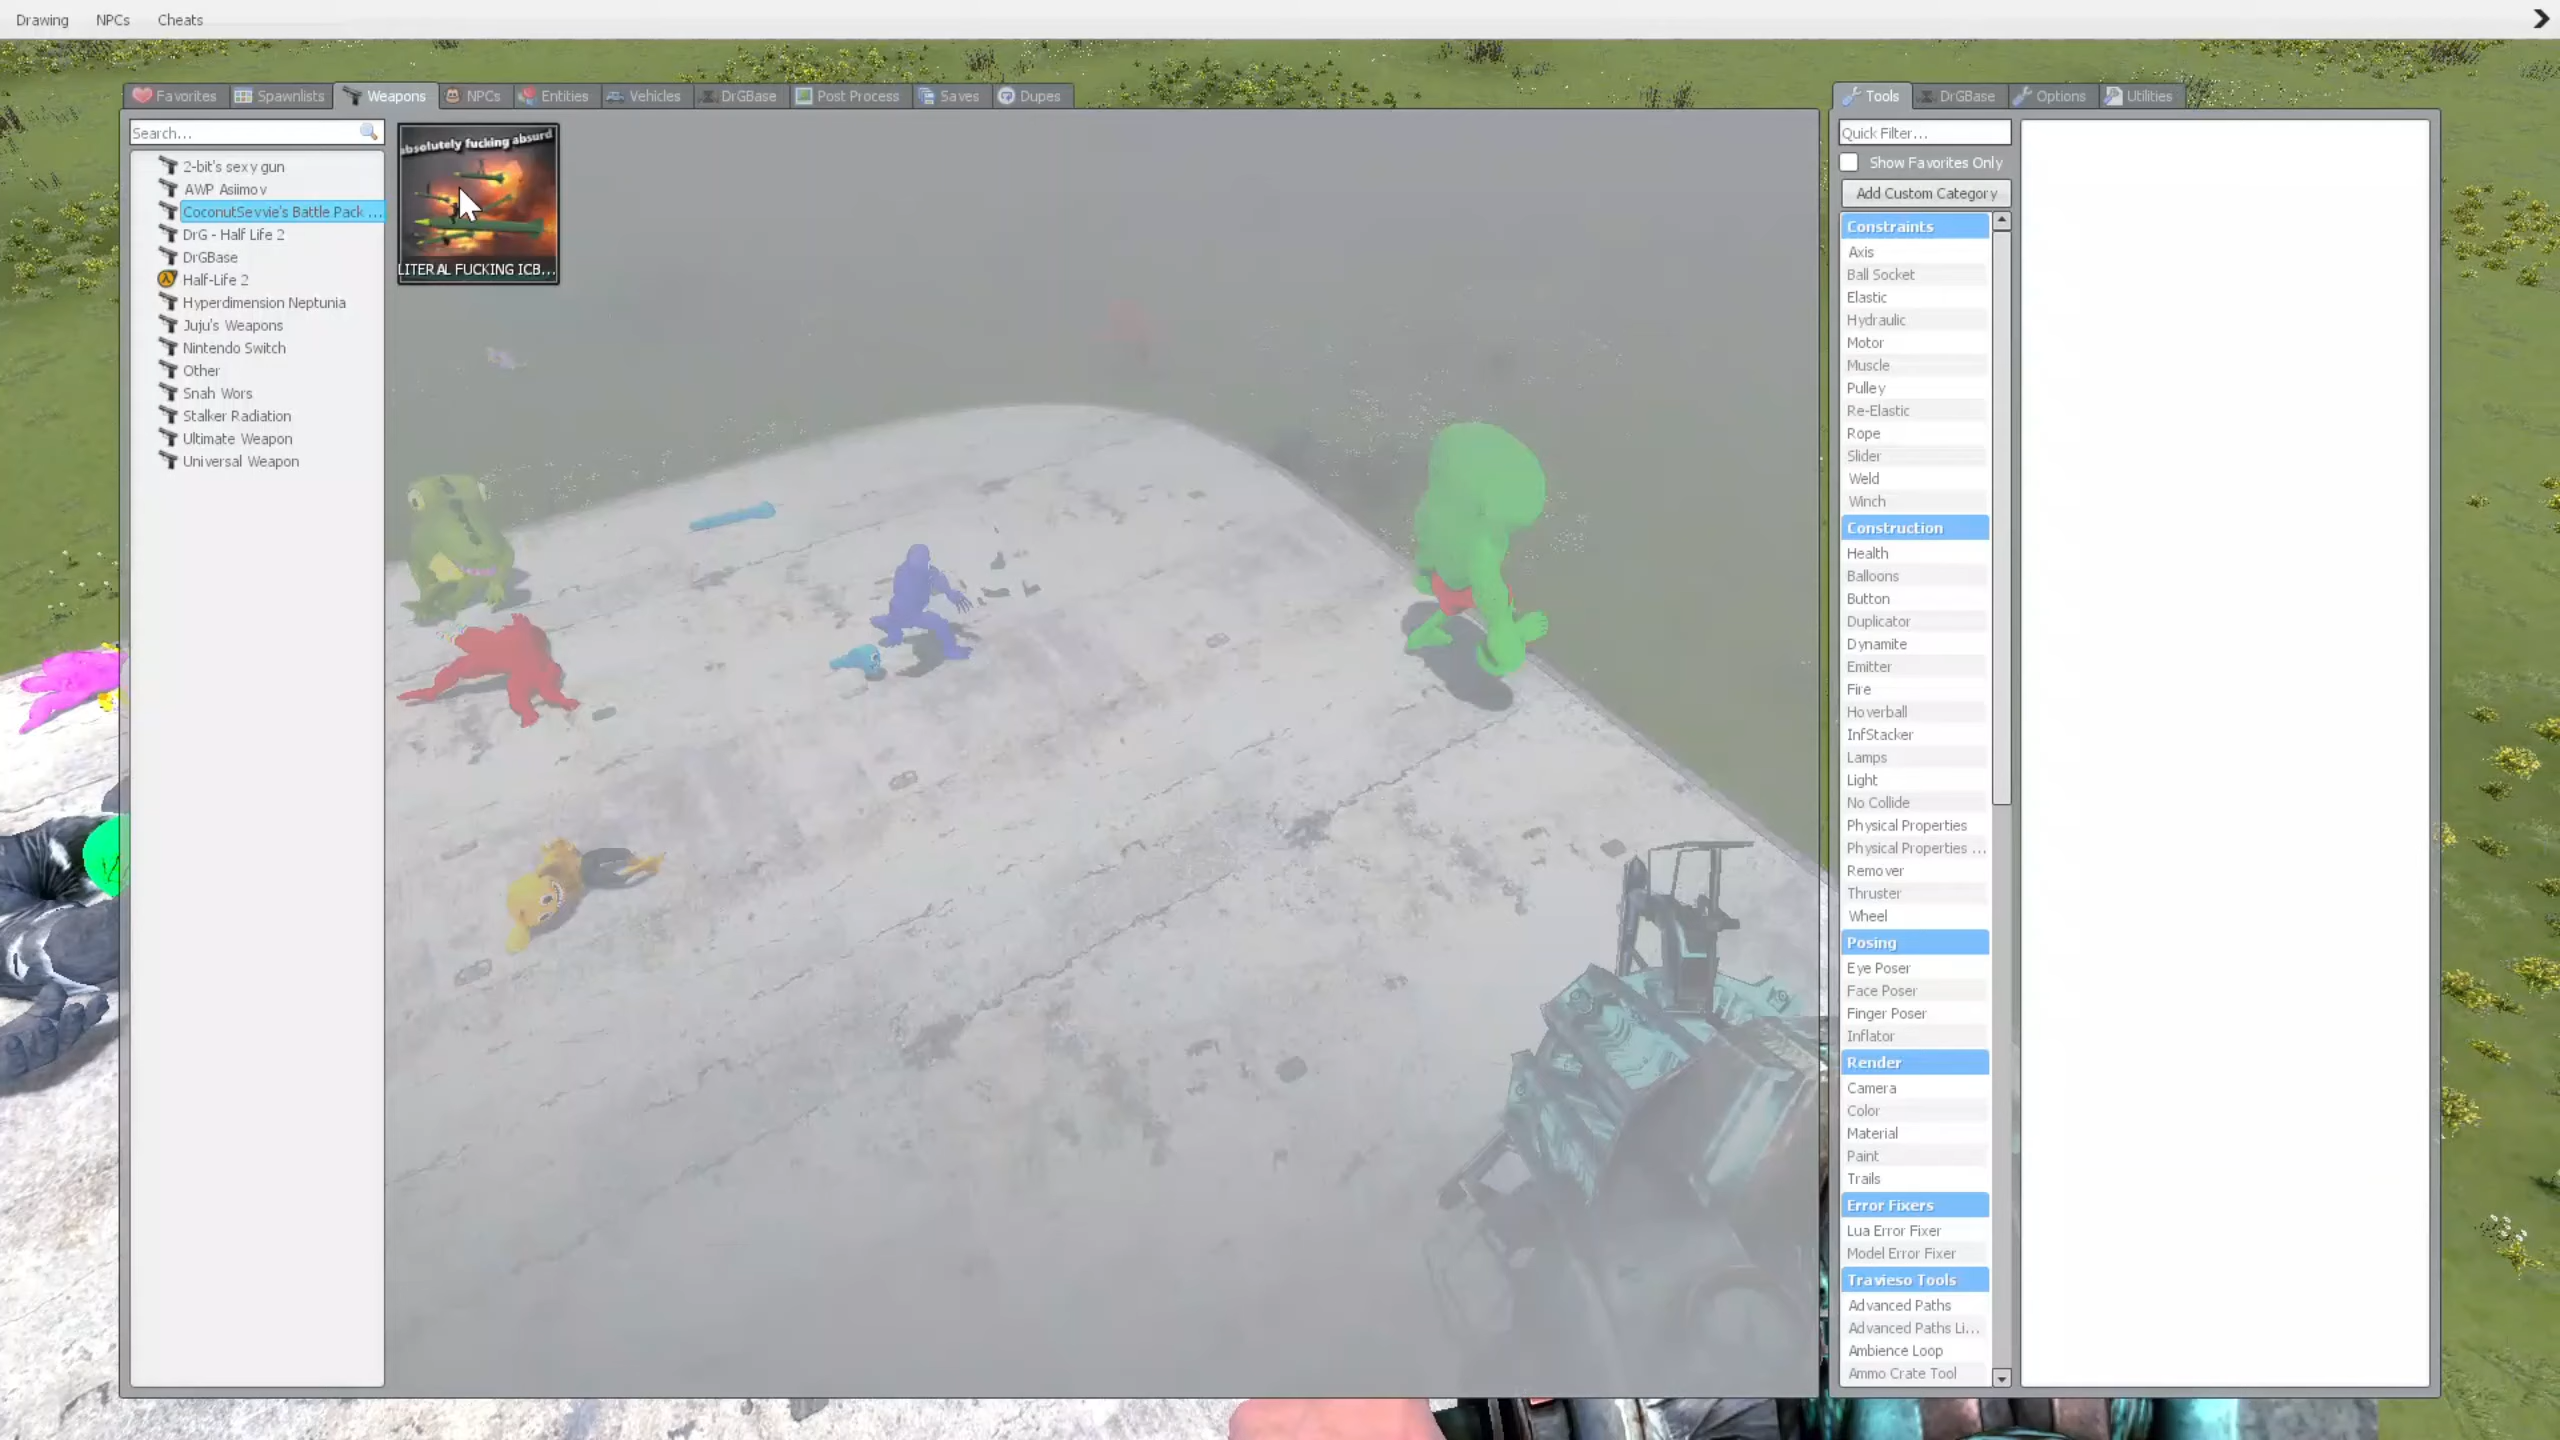 Drawing NPCs Cheats
Favorites Spawnlists Weapons NPCs Entities Vehicles DrGBase Post Process Saves Dupes
Search...
2-bit's sexy gun
AWP Asiimov
CoconutSevvie's Battle Pack ...
DrG - Half Life 2
DrGBase
Half-Life 2
Hyperdimension Neptunia
Juju's Weapons
Nintendo Switch
Other
Snah Wors
Stalker Radiation
Ultimate Weapon
Universal Weapon
absolutely fucking absurd
LITERAL FUCKING ICB...
Tools DrGBase Options Utilities
Quick Filter...
Show Favorites Only
Add Custom Category
Constraints
Axis
Ball Socket
Elastic
Hydraulic
Motor
Muscle
Pulley
Re-Elastic
Rope
Slider
Weld
Winch
Construction
Health
Balloons
Button
Duplicator
Dynamite
Emitter
Fire
Hoverball
InfStacker
Lamps
Light
No Collide
Physical Properties
Physical Properties ...
Remover
Thruster
Wheel
Posing
Eye Poser
Face Poser
Finger Poser
Inflator
Render
Camera
Color
Material
Paint
Trails
Error Fixers
Lua Error Fixer
Model Error Fixer
Travieso Tools
Advanced Paths
Advanced Paths Li...
Ambience Loop
Ammo Crate Tool